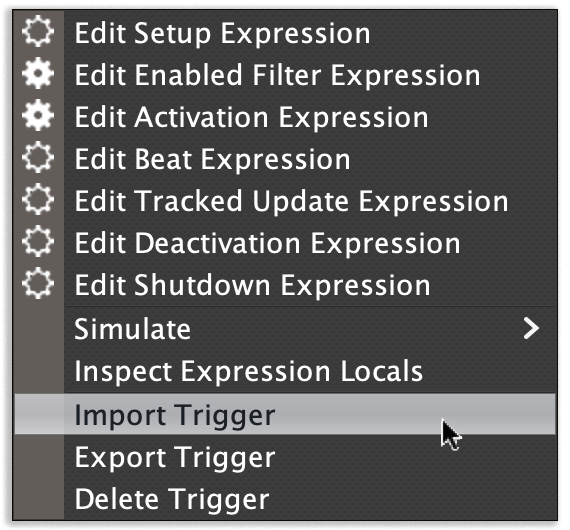 Edit Setup Expression
Edit Enabled Filter Expression
Edit Activation Expression
Edit Beat Expression
Edit Tracked Update Expression
Edit Deactivation Expression
Edit Shutdown Expression
Simulate
Inspect Expression Locals
Import Trigger
Export Trigger
Delete Trigger